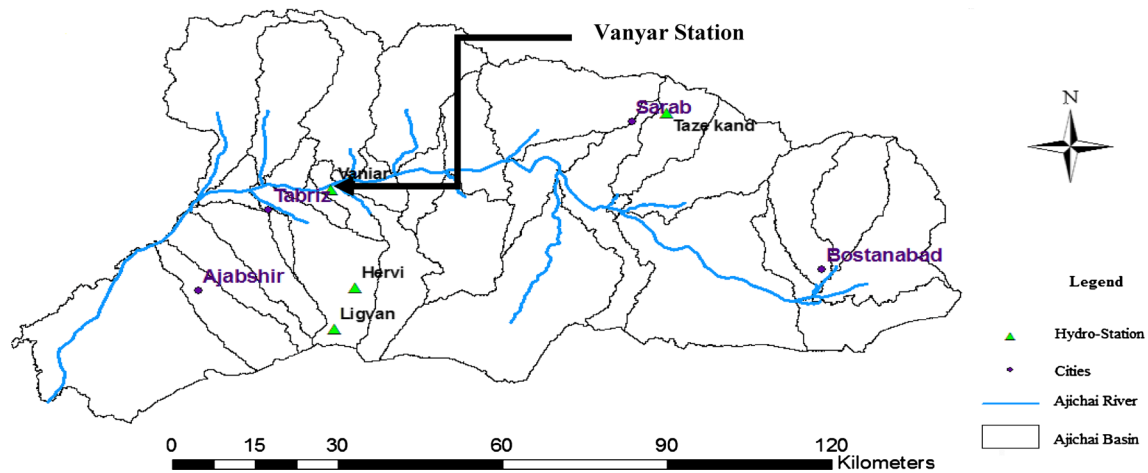 Vanyar Station
Sarab
Taze kand
N
Vaniar
Tabriz
Bostanabad
Hervi
Ajabshir
Ligvan
Legend
Hydro-Station
Cities
Ajichai River
Ajichai Basin
0 15 30 60 90 120
Kilometers